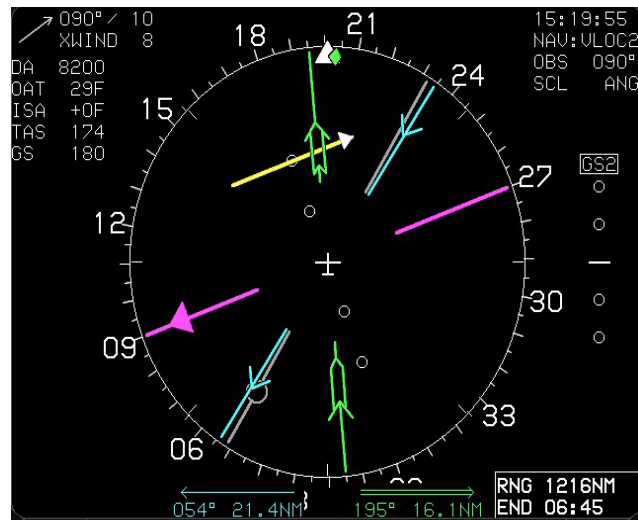 090°/ 10
XWIND 8
DA 8200
OAT 29F
ISA +0F
TAS 174
GS 180
15:19:55
NAV:VLOC2
OBS 090°
SCL ANG
18
21
24
15
27
GS2
12
30
09
33
06
054° 21.4NM
195° 16.1NM
RNG 1216NM
END 06:45